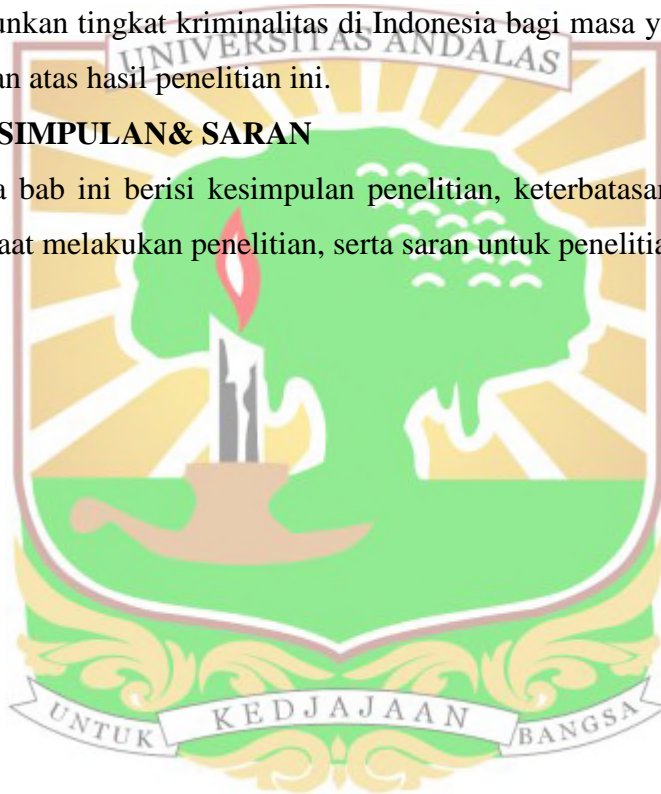 unkan tingkat kriminalitas di Indonesia bagi masa y
UNIVERSITAS ANDALAS
an atas hasil penelitian ini.
SIMPULAN& SARAN
a bab ini berisi kesimpulan penelitian, keterbatasan
aat melakukan penelitian, serta saran untuk penelitia
UNTUK KEDJAJAAN BANGSA